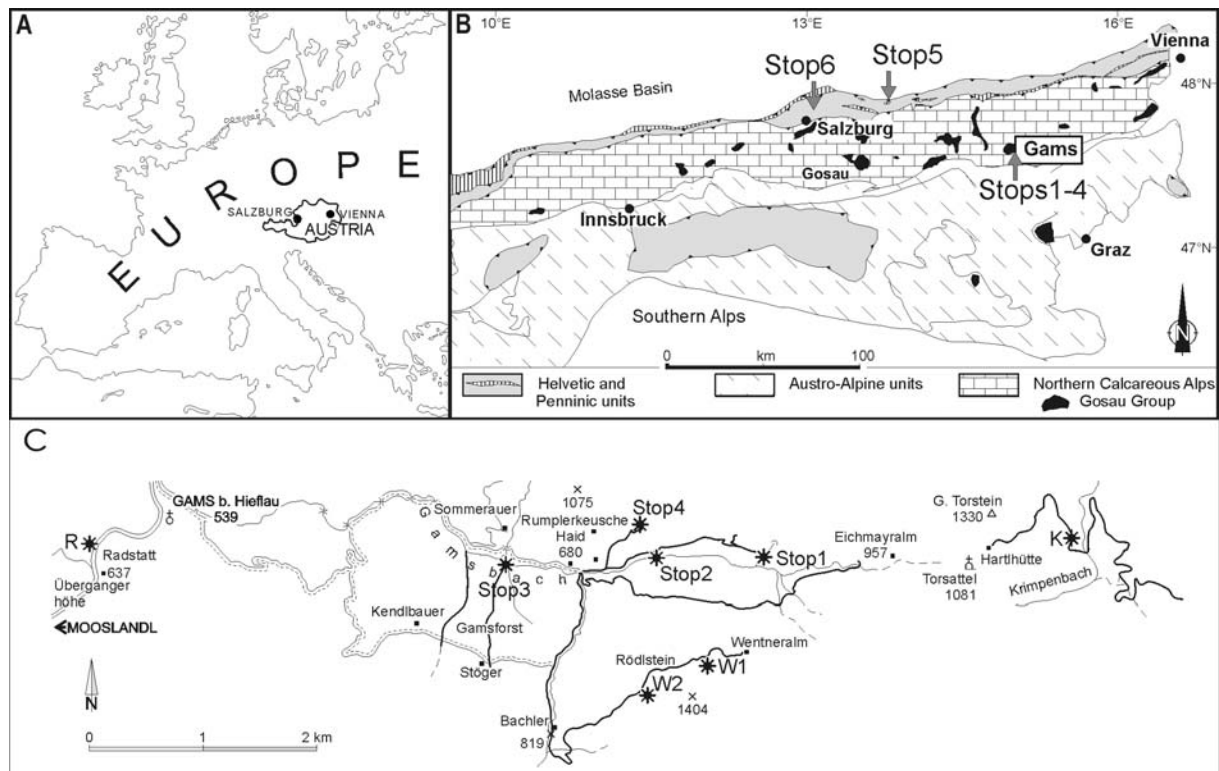 A
EUROPE
SALZBURG
VIENNA
AUSTRIA
B
10°E
13°E
16°E
Vienna
48°N
Stop6
Stop5
Molasse Basin
Salzburg
Gams
Gosau
Stops1-4
Innsbruck
47°N
Graz
Southern Alps
N
0
km
100
Helvetic and
Penninic units
Austro-Alpine units
Northern Calcareous Alps
Gosau Group
C
GAMS b. Hieflau
539
R
Radstatt
637
Überganger
höhe
MOOSLANDL
Gamsbach
Sommerauer
1075
Rumplerkeusche
Haid
680
Stop4
Stop3
Stop2
Stop1
Eichmayralm
957
G. Torstein
1330
K
Hartlhütte
Torsattel
1081
Krimpenbach
Kendlbauer
Gamsforst
Stöger
Wentneralm
Rödlstein
W1
W2
1404
Bachler
819
N
0
1
2 km